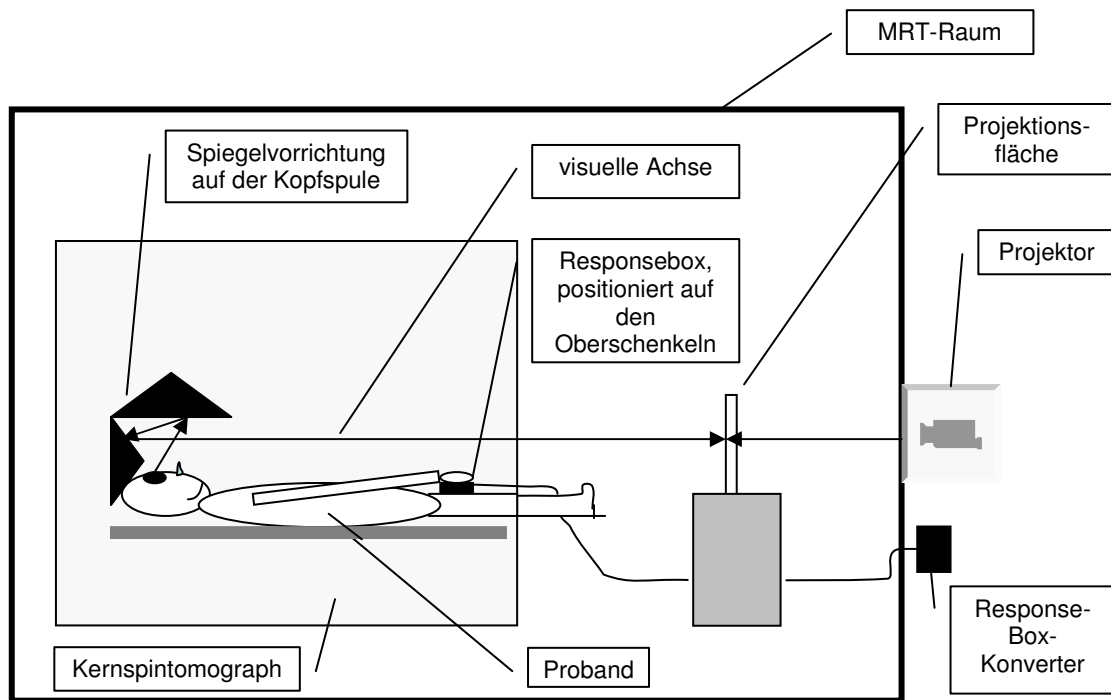 MRT-Raum
Projektions-
fläche
Spiegelvorrichtung
auf der Kopfspule
visuelle Achse
Projektor
Responsebox,
positioniert auf
den
Oberschenkeln
Kernspintomograph
Proband
Response-
Box-
Konverter